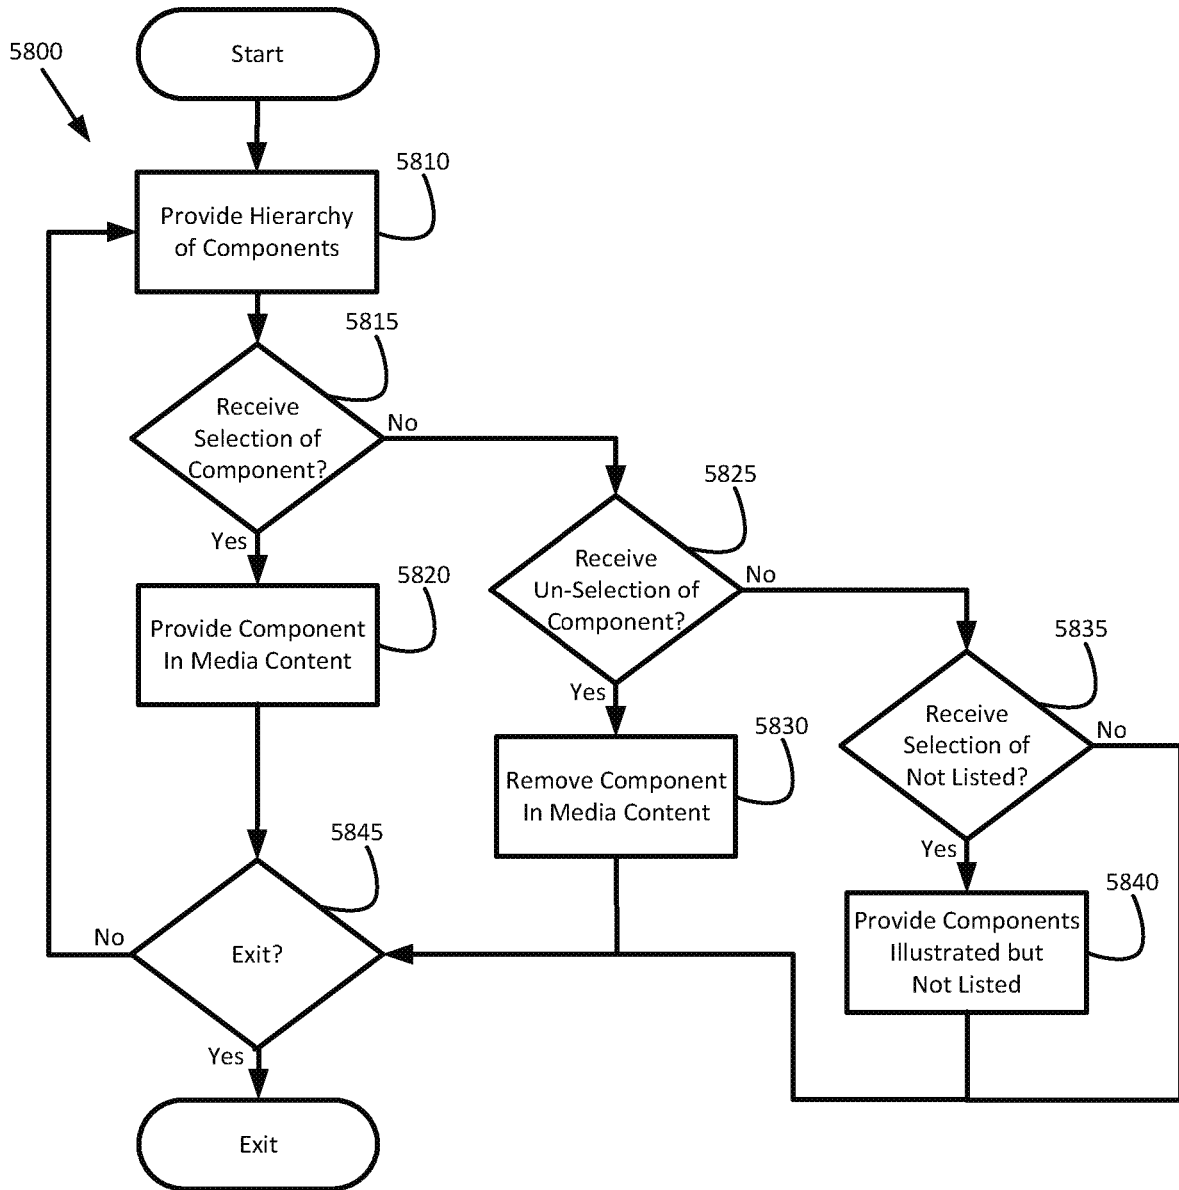 Start
5800
5810
Provide Hierarchy
of Components
5815
Receive
Selection of
Component?
No
Yes
5825
Receive
Un-Selection of
Component?
No
Yes
5820
Provide Component
In Media Content
5835
Receive
Selection of
Not Listed?
No
Yes
5830
Remove Component
In Media Content
5845
Exit?
No
Yes
5840
Provide Components
Illustrated but
Not Listed
Exit